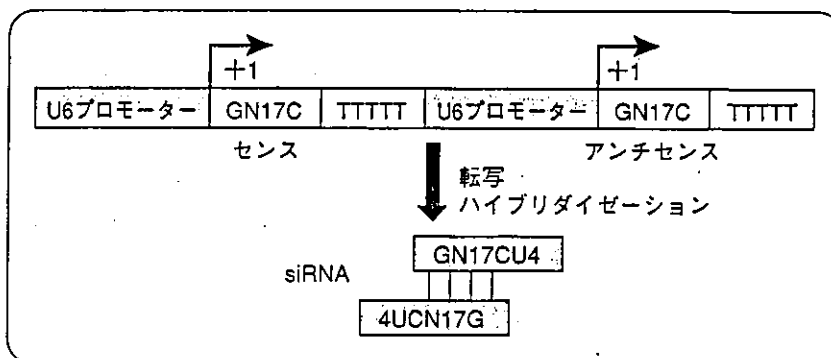 +1 +1
U6プロモーター GN17C TTTTT U6プロモーター GN17C TTTTT
センス アンチセンス
転写
ハイブリダイゼーション
GN17CU4
siRNA
4UCN17G